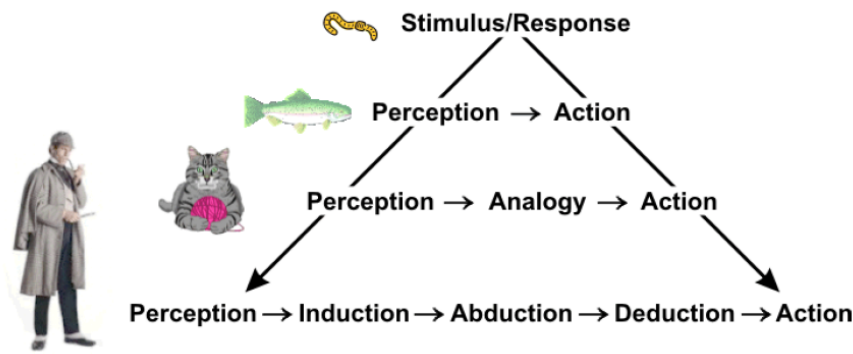 Stimulus/Response
Perception → Action
Perception → Analogy → Action
Perception → Induction → Abduction → Deduction → Action